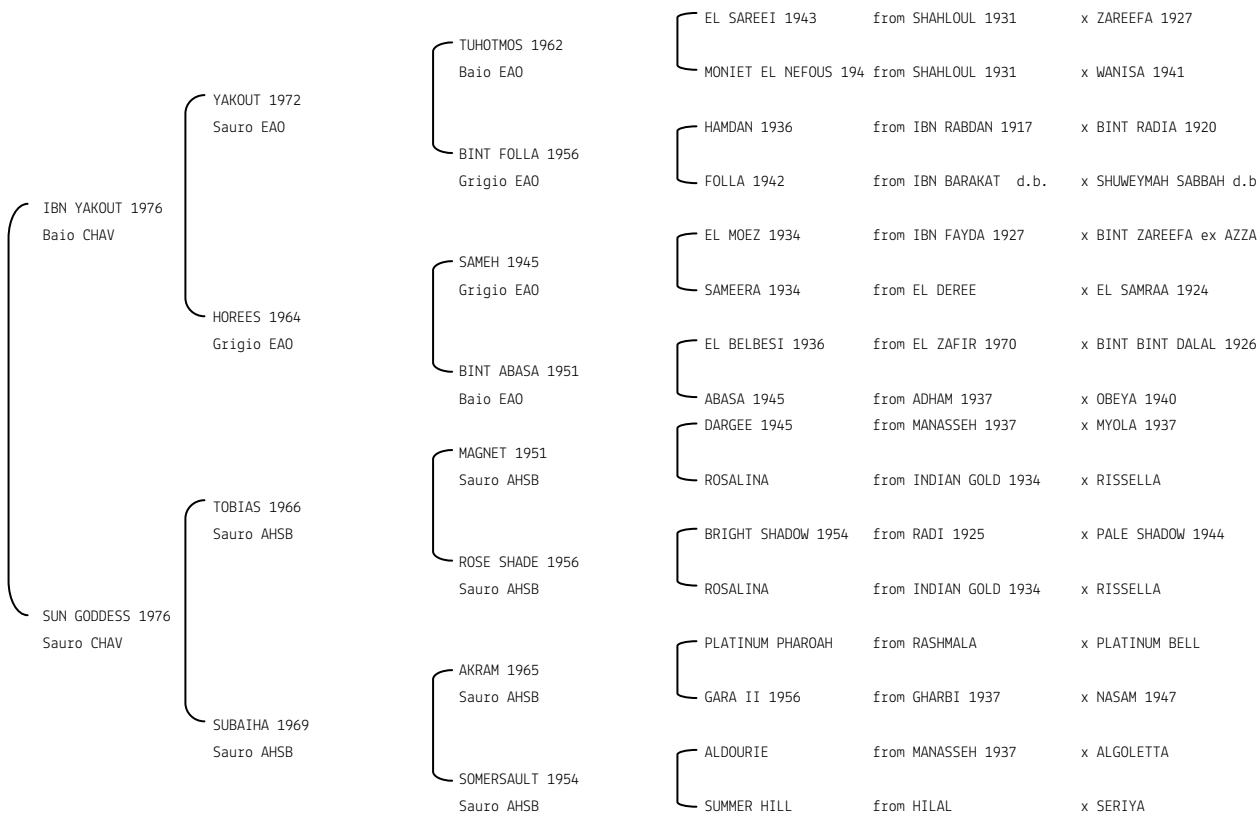 EL SAREEI 1943 from SHAHLOUL 1931 x ZAREEFA 1927
TUHOTMOS 1962
Baio EAO
MONIET EL NEFOUS 194 from SHAHLOUL 1931 x WANISA 1941
YAKOUT 1972
Sauro EAO
HAMDAN 1936 from IBN RABDAN 1917 x BINT RADIA 1920
BINT FOLLA 1956
Grigio EAO
FOLLA 1942 from IBN BARAKAT d.b. x SHUWEYMAH SABBAH d.b
IBN YAKOUT 1976
Baio CHAV
EL MOEZ 1934 from IBN FAYDA 1927 x BINT ZAREEFA ex AZZA
SAMEH 1945
Grigio EAO
SAMEERA 1934 from EL DEREE x EL SAMRAA 1924
HOREES 1964
Grigio EAO
EL BELBESI 1936 from EL ZAFIR 1970 x BINT BINT DALAL 1926
BINT ABASA 1951
Baio EAO
ABASA 1945 from ADHAM 1937 x OBEYA 1940
DARGEE 1945 from MANASSEH 1937 x MYOLA 1937
MAGNET 1951
Sauro AHSB
ROSALINA from INDIAN GOLD 1934 x RISSELLA
TOBIAS 1966
Sauro AHSB
BRIGHT SHADOW 1954 from RADI 1925 x PALE SHADOW 1944
ROSE SHADE 1956
Sauro AHSB
ROSALINA from INDIAN GOLD 1934 x RISSELLA
SUN GODDESS 1976
Sauro CHAV
PLATINUM PHAROAH from RASHMALA x PLATINUM BELL
AKRAM 1965
Sauro AHSB
GARA II 1956 from GHARBI 1937 x NASAM 1947
SUBAIHA 1969
Sauro AHSB
ALDOURIE from MANASSEH 1937 x ALGOLETTA
SOMERSAULT 1954
Sauro AHSB
SUMMER HILL from HILAL x SERIYA